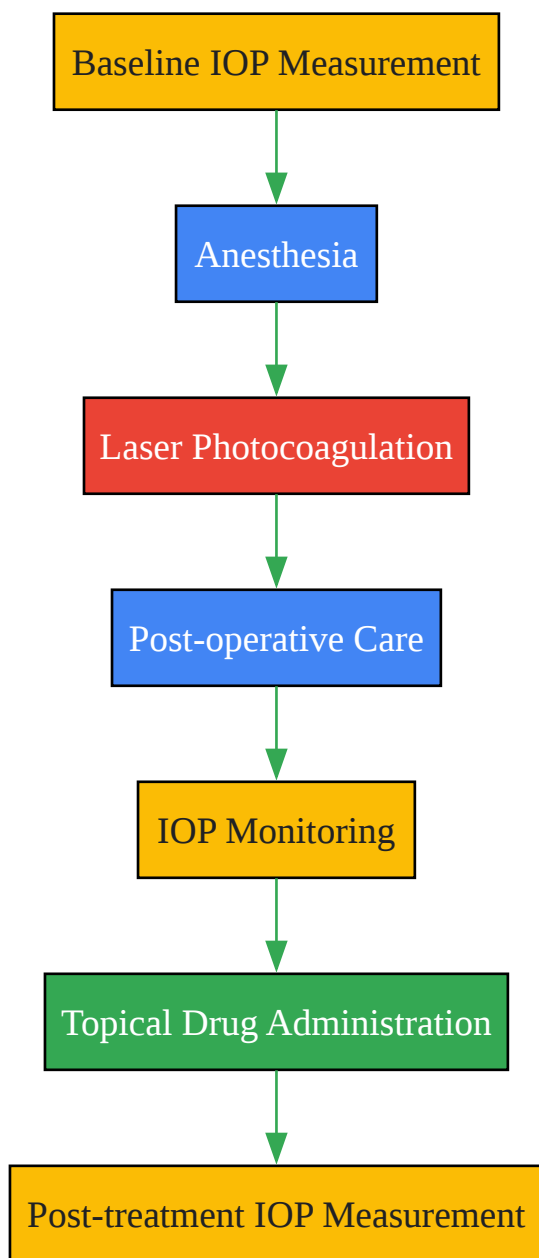 Baseline IOP Measurement
Anesthesia
Laser Photocoagulation
Post-operative Care
IOP Monitoring
Topical Drug Administration
Post-treatment IOP Measurement